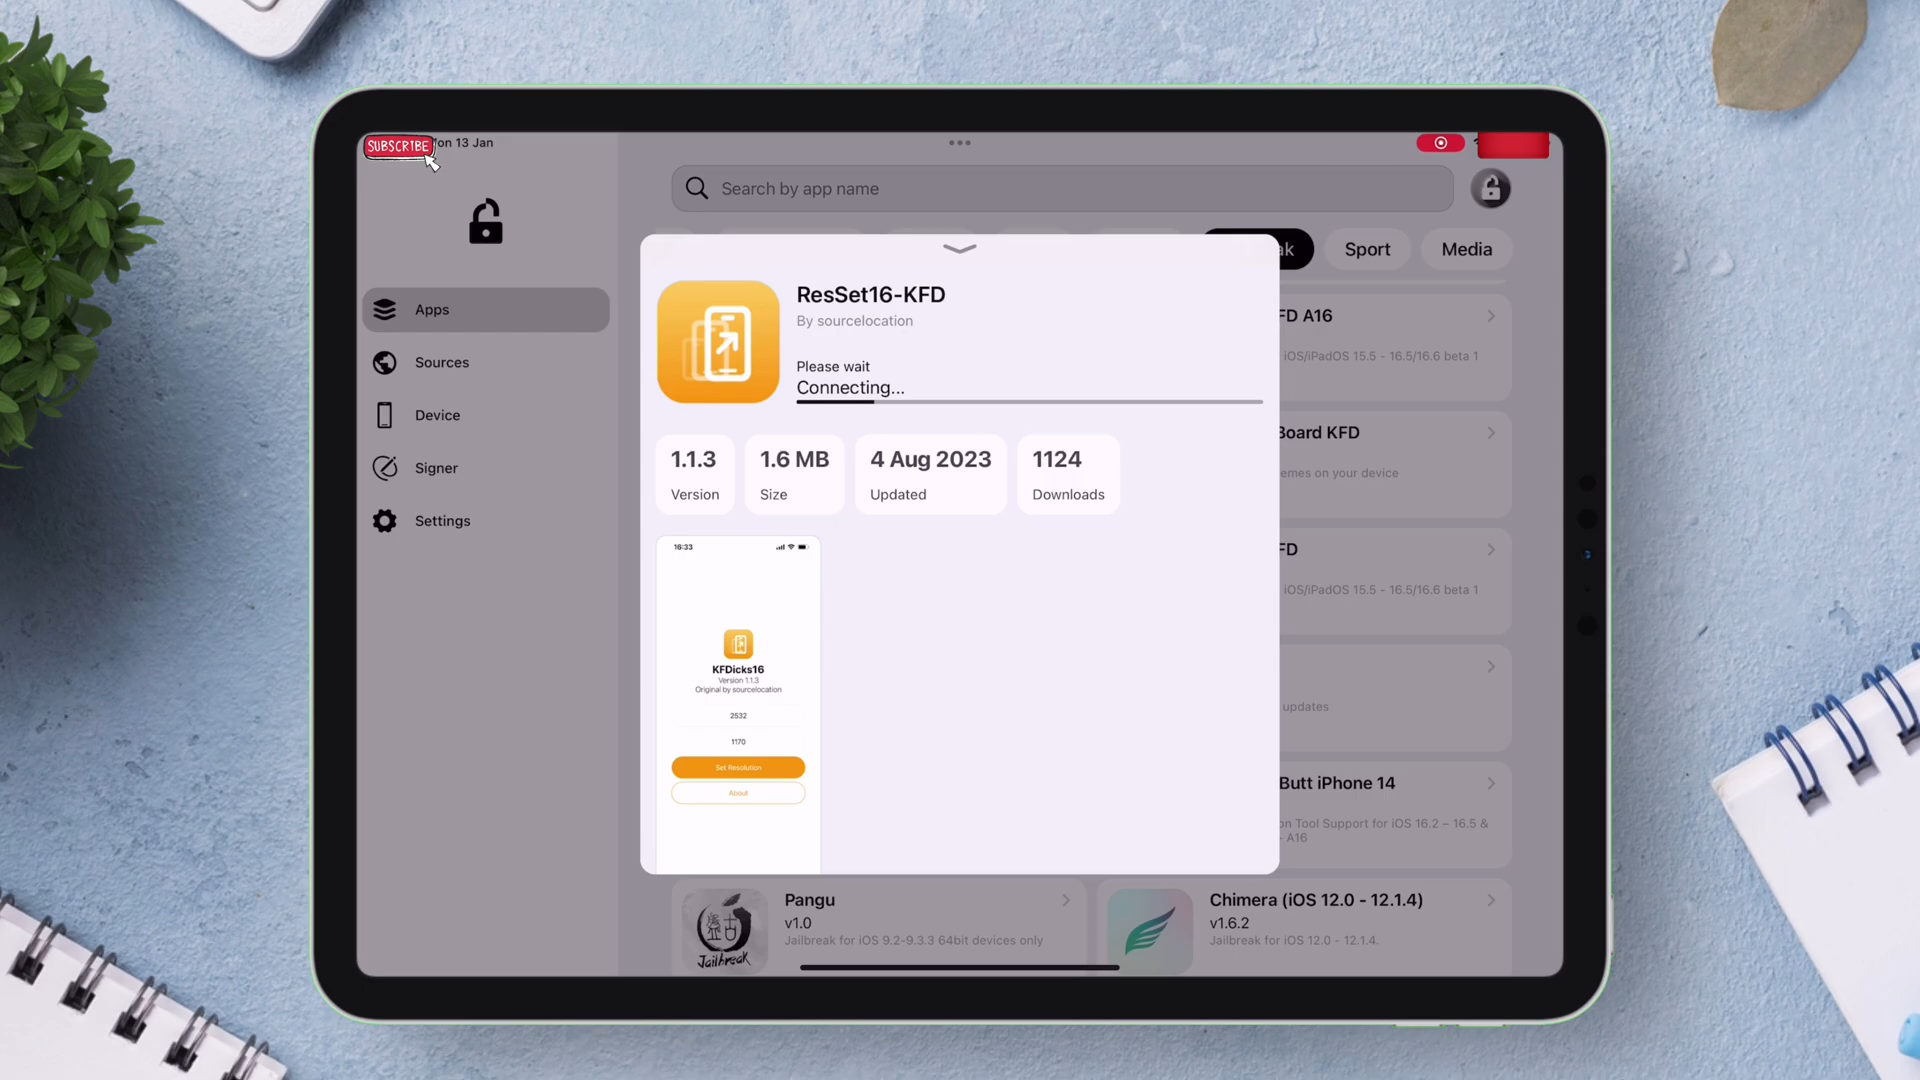 SUBSCRIBE
on 13 Jan
Search by app name
ak
Sport
Media
Apps
Sources
Device
Signer
Settings
ResSet16-KFD
By sourcelocation
Please wait
Connecting...
1.1.3
Version
1.6 MB
Size
4 Aug 2023
Updated
1124
Downloads
16:33
KFDicks16
Version 1.1.3
Original by sourcelocation
2532
1170
Set Resolution
About
FD A16
iOS/iPadOS 15.5 - 16.5/16.6 beta 1
Board KFD
emes on your device
FD
iOS/iPadOS 15.5 - 16.5/16.6 beta 1
updates
Butt iPhone 14
on Tool Support for iOS 16.2 – 16.5 &
- A16
Pangu
v1.0
Jailbreak for iOS 9.2-9.3.3 64bit devices only
Jailbreak
Chimera (iOS 12.0 - 12.1.4)
v1.6.2
Jailbreak for iOS 12.0 - 12.1.4.